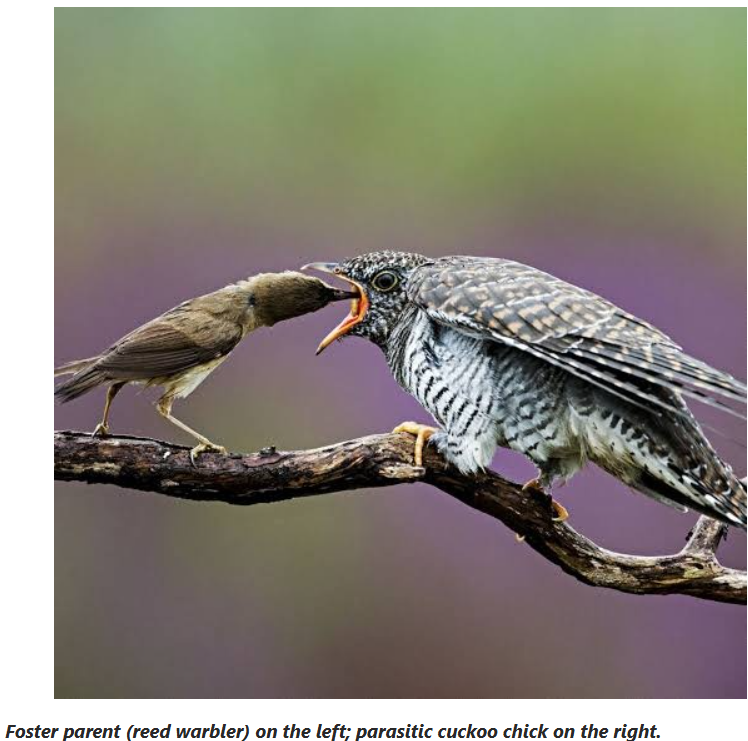 Foster parent (reed warbler) on the left; parasitic cuckoo chick on the right.